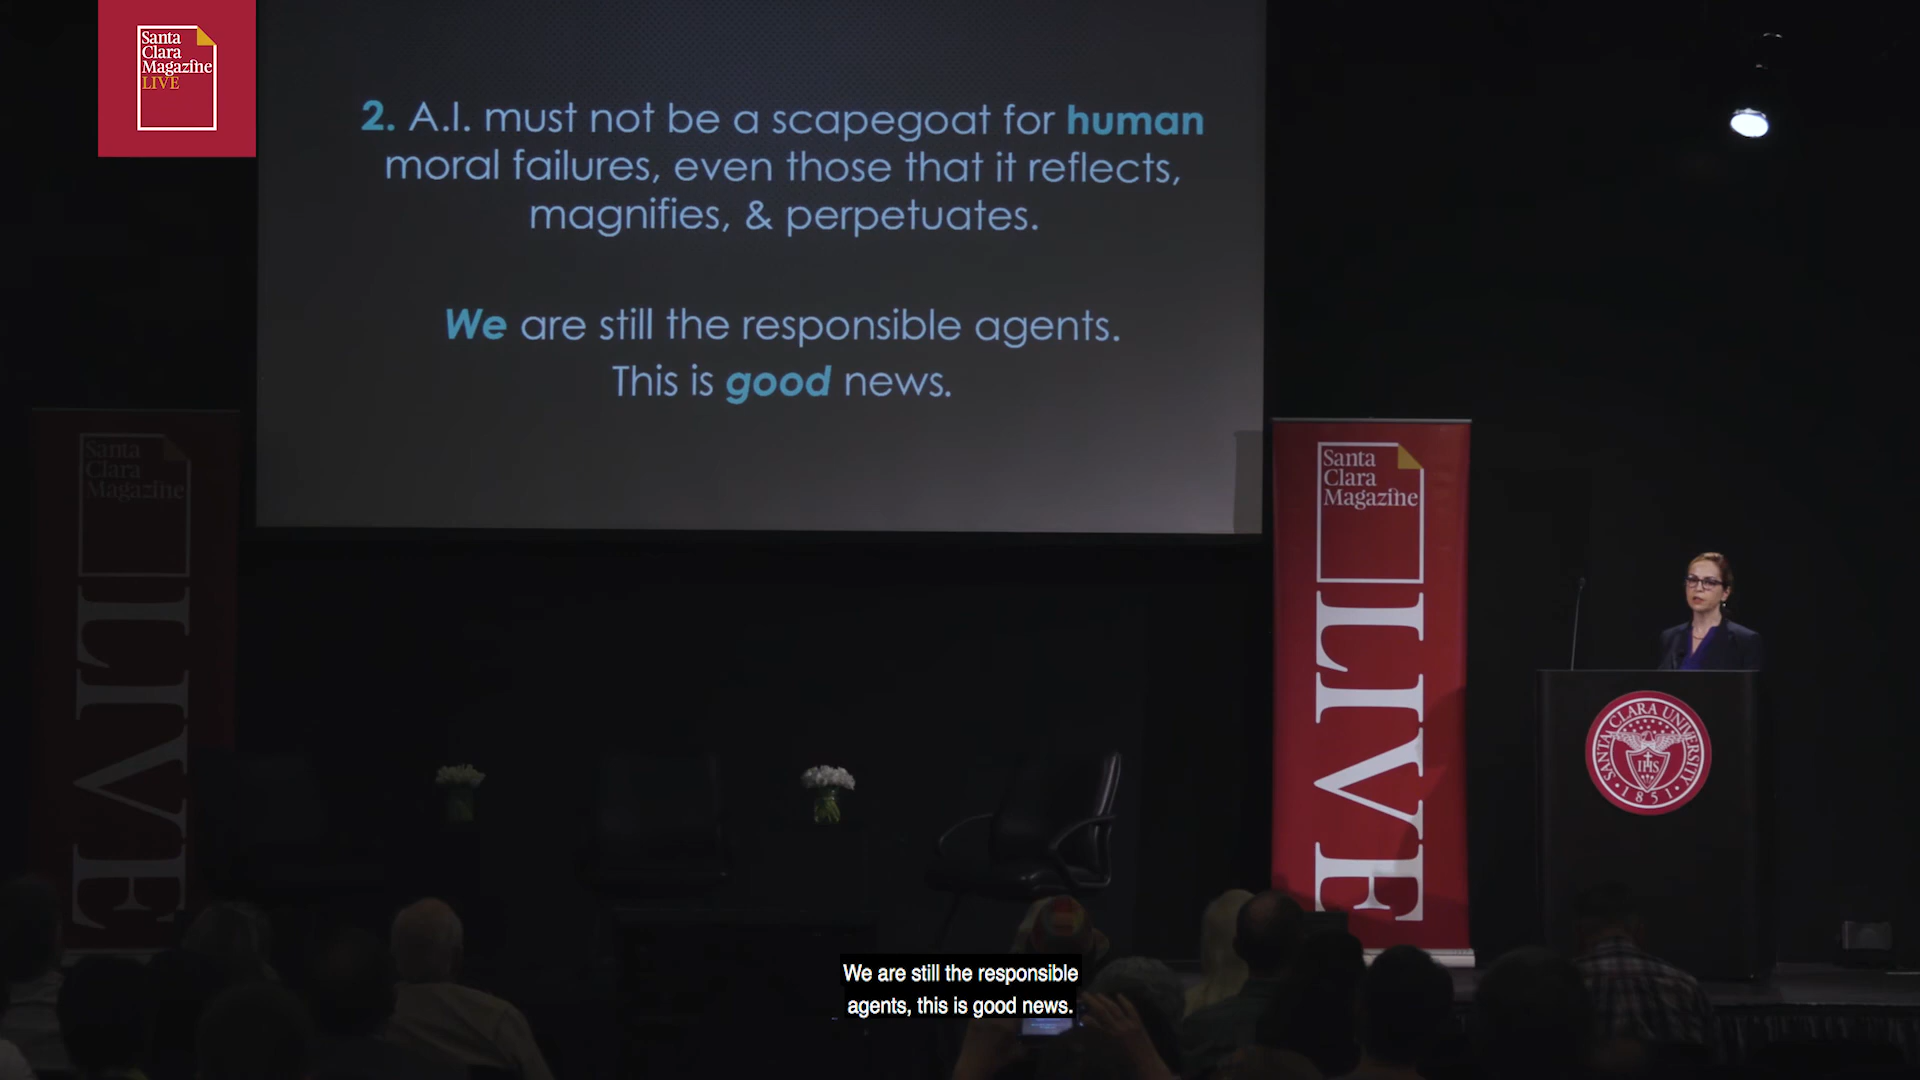 Santa
Clara
Magazine
LIVE
2. A.I. must not be a scapegoat for human
moral failures, even those that it reflects,
magnifies, & perpetuates.
We are still the responsible agents.
This is good news.
Santa
Clara
Magazine
LIVE
Santa
Clara
Magazine
LIVE
SANTA CLARA UNIVERSITY
IHS
1851
We are still the responsible
agents, this is good news.